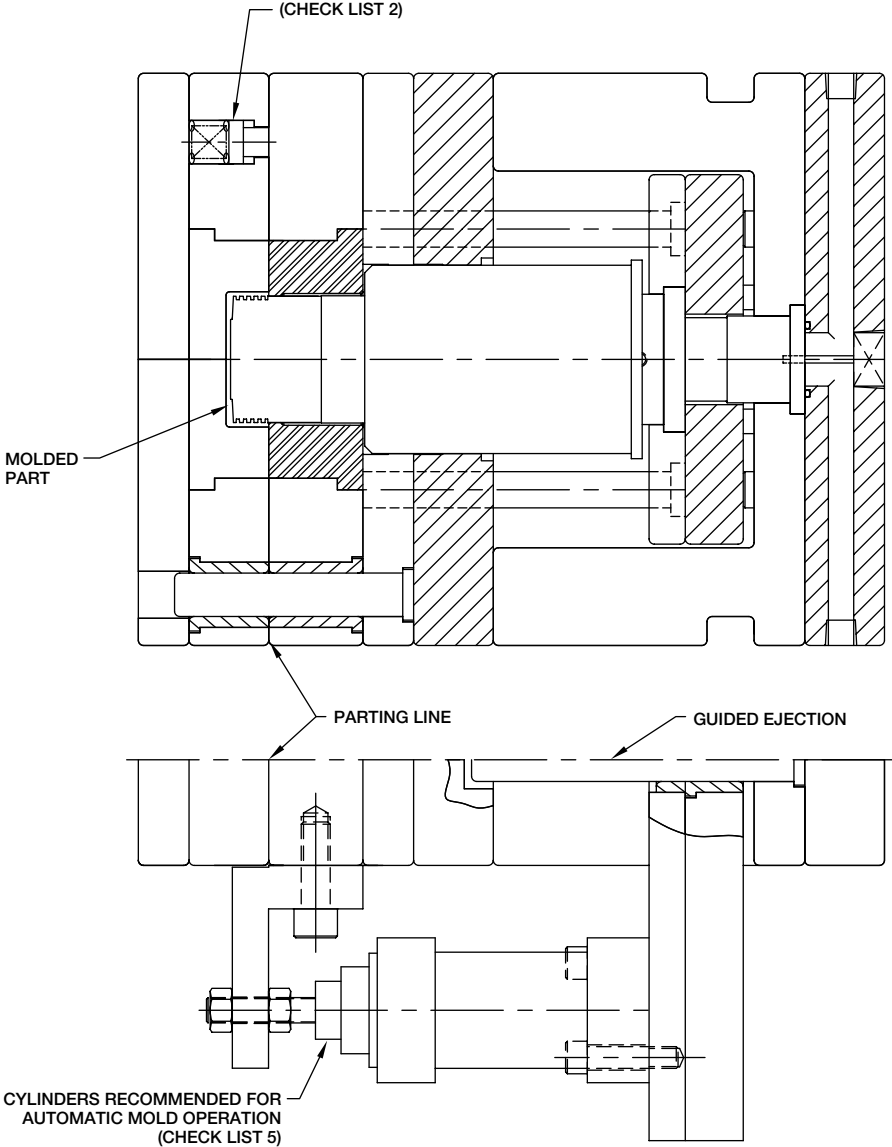 (CHECK LIST 2)
MOLDED
PART
PARTING LINE
GUIDED EJECTION
CYLINDERS RECOMMENDED FOR
AUTOMATIC MOLD OPERATION
(CHECK LIST 5)